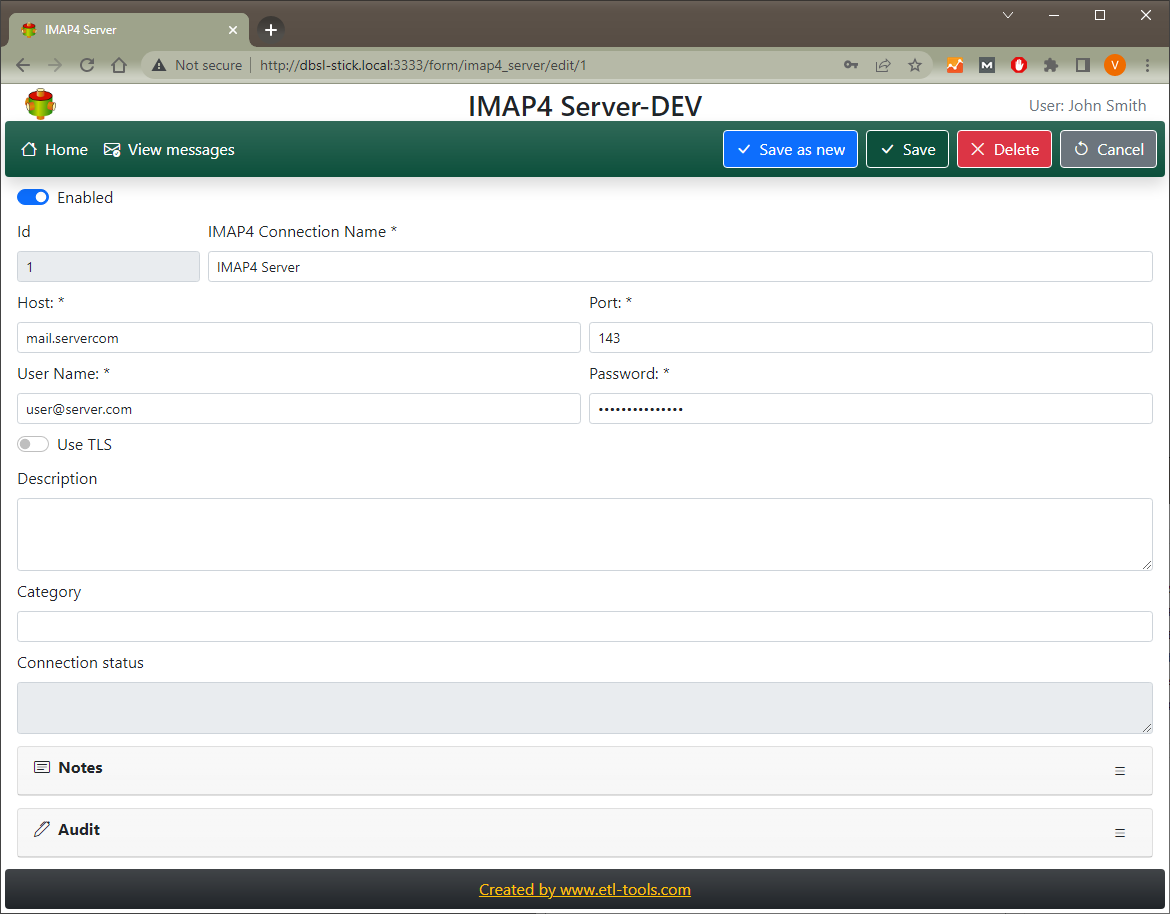 IMAP4 Server
Not secure
http://dbsl-stick.local:3333/form/imap4_server/edit/1
M
V
IMAP4 Server-DEV
User: John Smith
Home
View messages
Save as new
Save
Delete
Cancel
Enabled
Id
IMAP4 Connection Name *
1
IMAP4 Server
Host: *
Port: *
mail.servercom
143
User Name: *
Password: *
user@server.com
•••••••••••••••
Use TLS
Description
Category
Connection status
Notes
Audit
Created by www.etl-tools.com